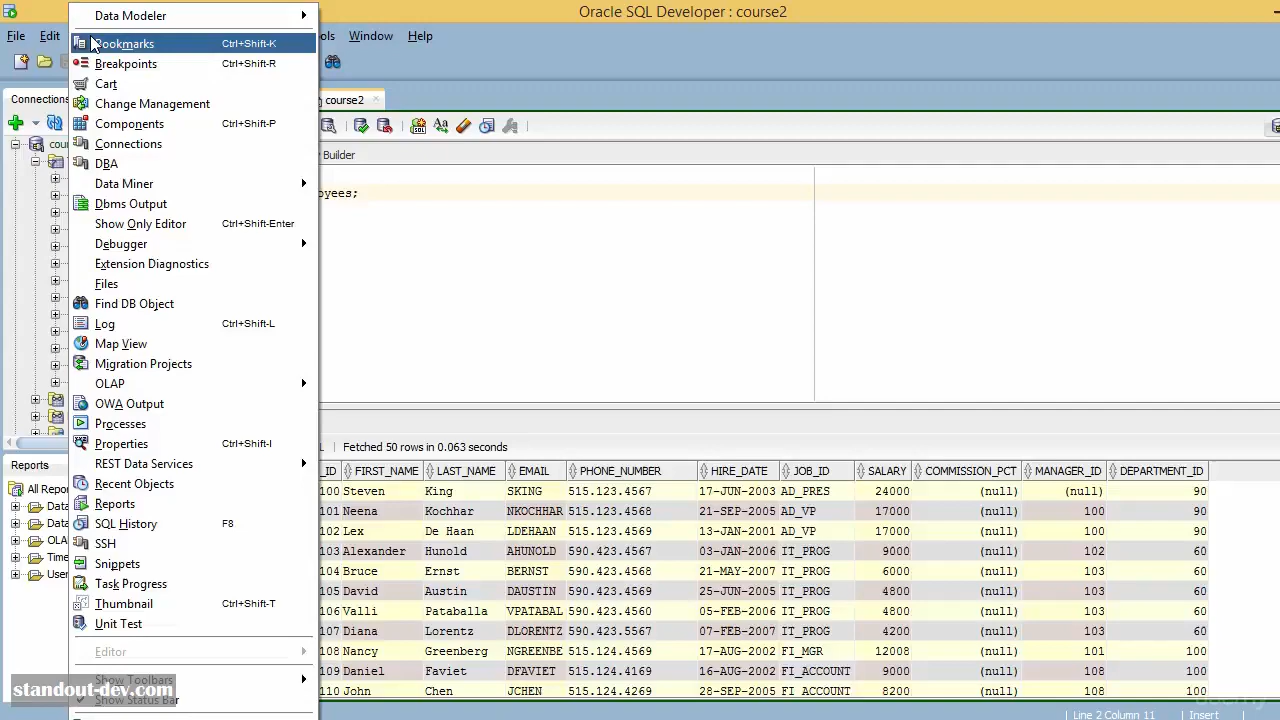 Oracle SQL Developer : course2
Data Modeler
File Edit ols Window Help
Bookmarks Ctrl+Shift-K
Breakpoints Ctrl+Shift-R
Cart
Connections course2
Change Management
Components Ctrl+Shift-P
Connections
Builder
DBA
Data Miner
oyees;
Dbms Output
Show Only Editor Ctrl+Shift-Enter
Debugger
Extension Diagnostics
Files
Find DB Object
Log Ctrl+Shift-L
Map View
Migration Projects
OLAP
OWA Output
Processes
Properties Ctrl+Shift-I
Fetched 50 rows in 0.063 seconds
REST Data Services
Reports
_ID FIRST_NAME LAST_NAME EMAIL PHONE_NUMBER HIRE_DATE JOB_ID SALARY COMMISSION_PCT MANAGER_ID DEPARTMENT_ID
Recent Objects
All Repor
100 Steven King SKING 515.123.4567 17-JUN-2003 AD_PRES 24000 (null) (null) 90
Reports
Data
101 Neena Kochhar NKOCHHAR 515.123.4568 21-SEP-2005 AD_VP 17000 (null) 100 90
SQL History F8
Data
102 Lex De Haan LDEHAAN 515.123.4569 13-JAN-2001 AD_VP 17000 (null) 100 90
SSH
OLA
103 Alexander Hunold AHUNOLD 590.423.4567 03-JAN-2006 IT_PROG 9000 (null) 102 60
Snippets
Time
104 Bruce Ernst BERNST 590.423.4568 21-MAY-2007 IT_PROG 6000 (null) 103 60
Task Progress
User
105 David Austin DAUSTIN 590.423.4569 25-JUN-2005 IT_PROG 4800 (null) 103 60
Thumbnail Ctrl+Shift-T
106 Valli Pataballa VPATABAL 590.423.4560 05-FEB-2006 IT_PROG 4800 (null) 103 60
Unit Test
107 Diana Lorentz DLORENTZ 590.423.5567 07-FEB-2007 IT_PROG 4200 (null) 103 60
Editor
108 Nancy Greenberg NGREENBE 515.124.4569 17-AUG-2002 FI_MGR 12008 (null) 101 100
109 Daniel Faviet DFAVIET 515.124.4169 16-AUG-2002 FI_ACCOUNT 9000 (null) 108 100
Show Toolbars
110 John Chen JCHEN 515.124.4269 28-SEP-2005 FI_ACCOUNT 8200 (null) 108 100
standout-dev.com
Show Status Bar
Line 2 Column 11 Insert